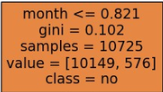 month <= 0.821
gini = 0.102
samples = 10725
value = [10149, 576]
class = no